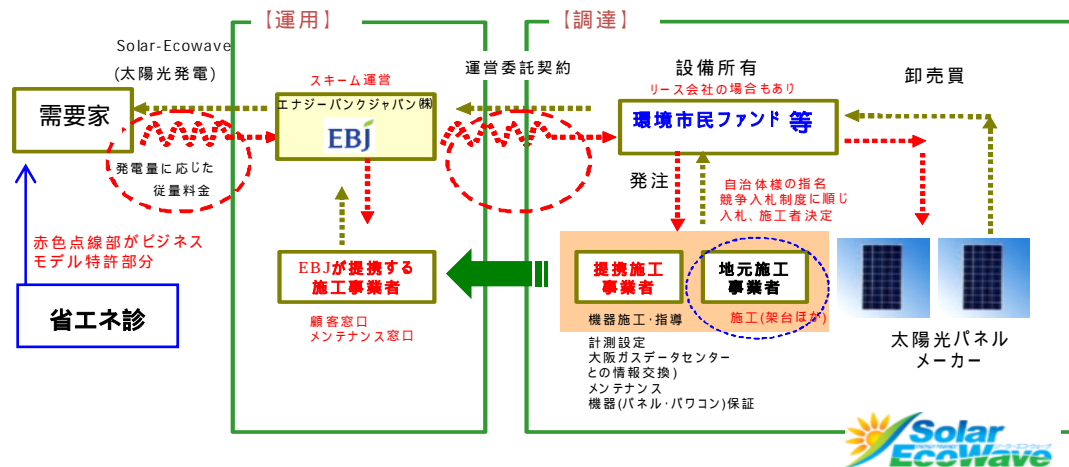 【運用】
【調達】
Solar-Ecowave
(太陽光発電)
需要家
発電量に応じた
従量料金
赤色点線部がビジネス
モデル特許部分
省エネ診
スキーム運営
エナジーバンクジャパン㈱
EBJ
EBJが提携する
施工事業者
顧客窓口
メンテナンス窓口
運営委託契約
設備所有
リース会社の場合もあり
環境市民ファンド 等
卸売買
発注
自治体様の指名
競争入札制度に順じ
入札、施工者決定
提携施工
事業者
地元施工
事業者
機器施工・指導
施工(架台ほか)
計測設定
大阪ガスデータセンター
との情報交換)
メンテナンス
機器(パネル・パワコン)保証
太陽光パネル
メーカー
Solar
EcoWave